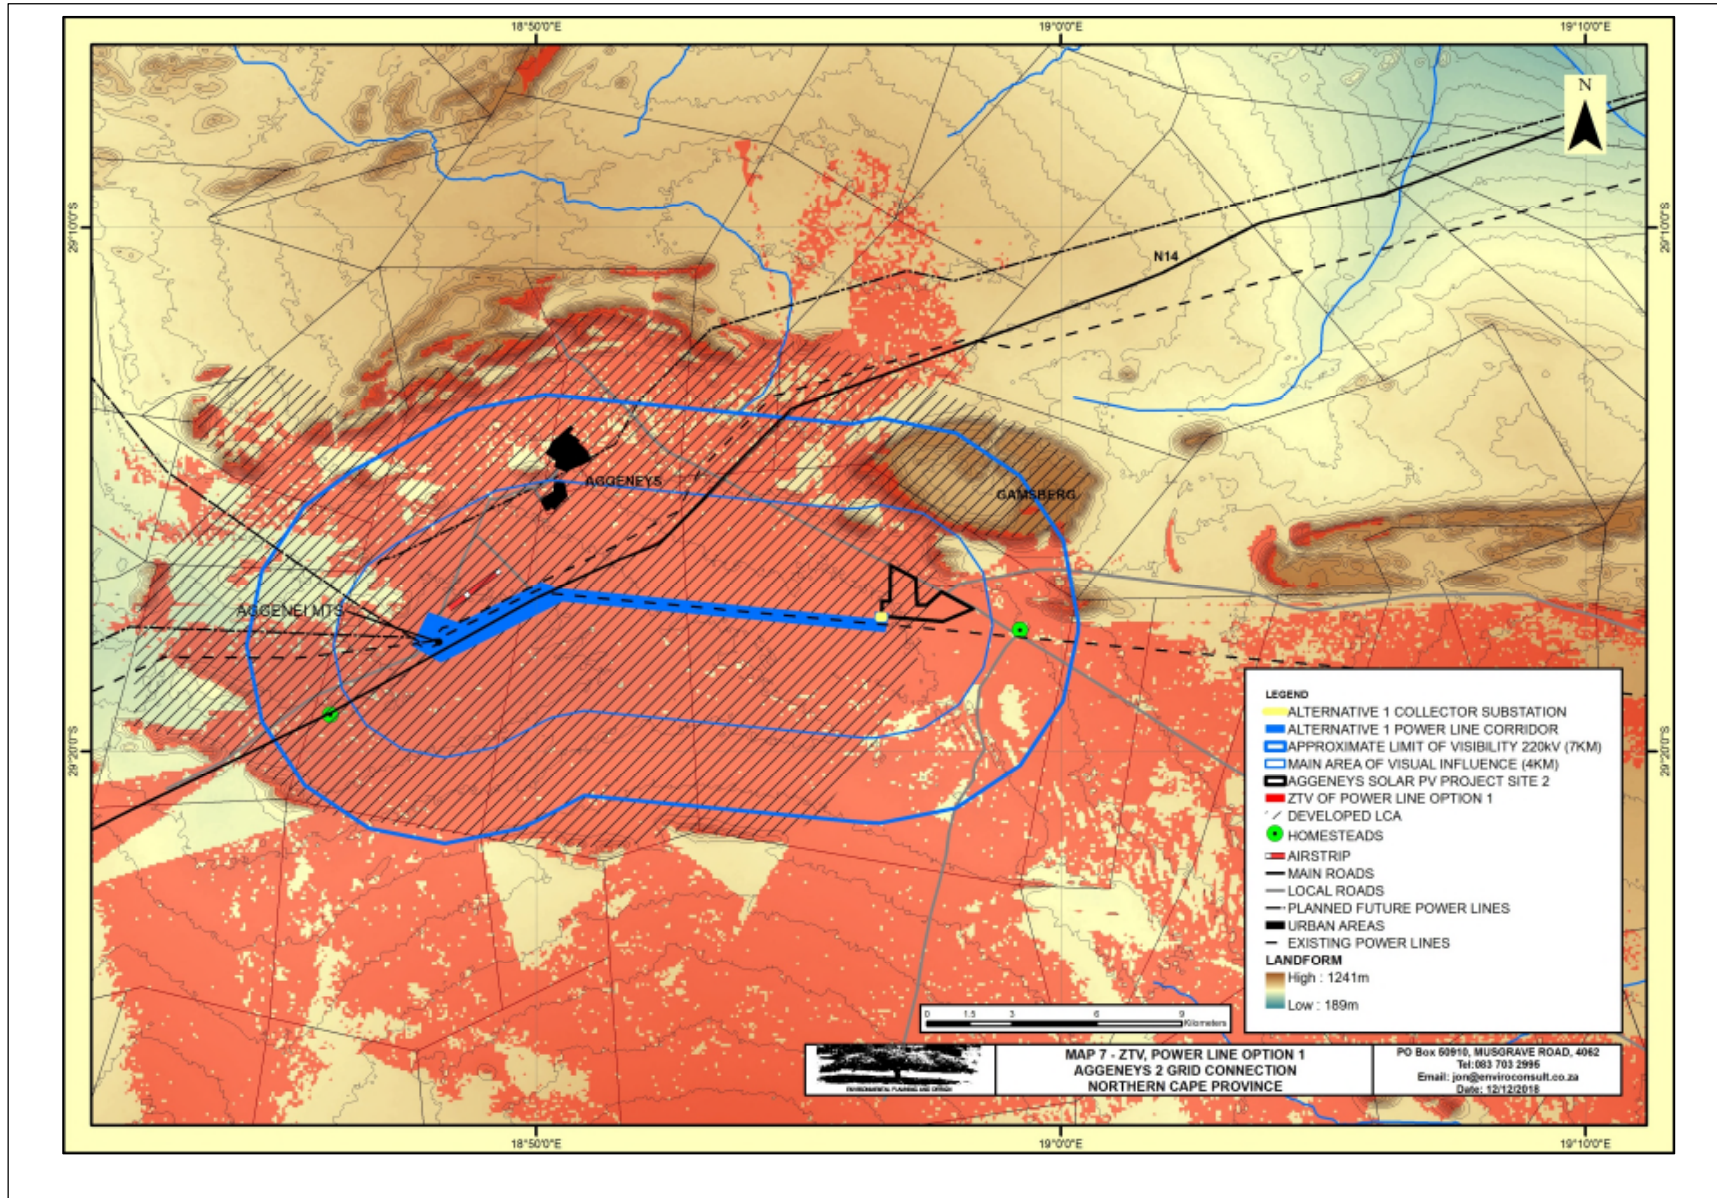 18°50'0"E
19°0'0"E
19°10'0"E
N
29°10'0"S
29°10'0"S
N14
AGGENEYS
GAMSBERG
AGGENEI MTS
29°20'0"S
29°20'0"S
LEGEND
ALTERNATIVE 1 COLLECTOR SUBSTATION
ALTERNATIVE 1 POWER LINE CORRIDOR
APPROXIMATE LIMIT OF VISIBILITY 220kV (7KM)
MAIN AREA OF VISUAL INFLUENCE (4KM)
AGGENEYS SOLAR PV PROJECT SITE 2
ZTV OF POWER LINE OPTION 1
DEVELOPED LCA
HOMESTEADS
AIRSTRIP
MAIN ROADS
LOCAL ROADS
PLANNED FUTURE POWER LINES
URBAN AREAS
EXISTING POWER LINES
LANDFORM
High : 1241m
Low : 189m
0 1.5 3 6 9
Kilometers
ENVIRONMENTAL PLANNING AND DESIGN
MAP 7 - ZTV, POWER LINE OPTION 1
AGGENEYS 2 GRID CONNECTION
NORTHERN CAPE PROVINCE
PO Box 50910, MUSGRAVE ROAD, 4062
Tel:083 703 2995
Email: jon@enviroconsult.co.za
Date: 12/12/2018
18°50'0"E
19°0'0"E
19°10'0"E